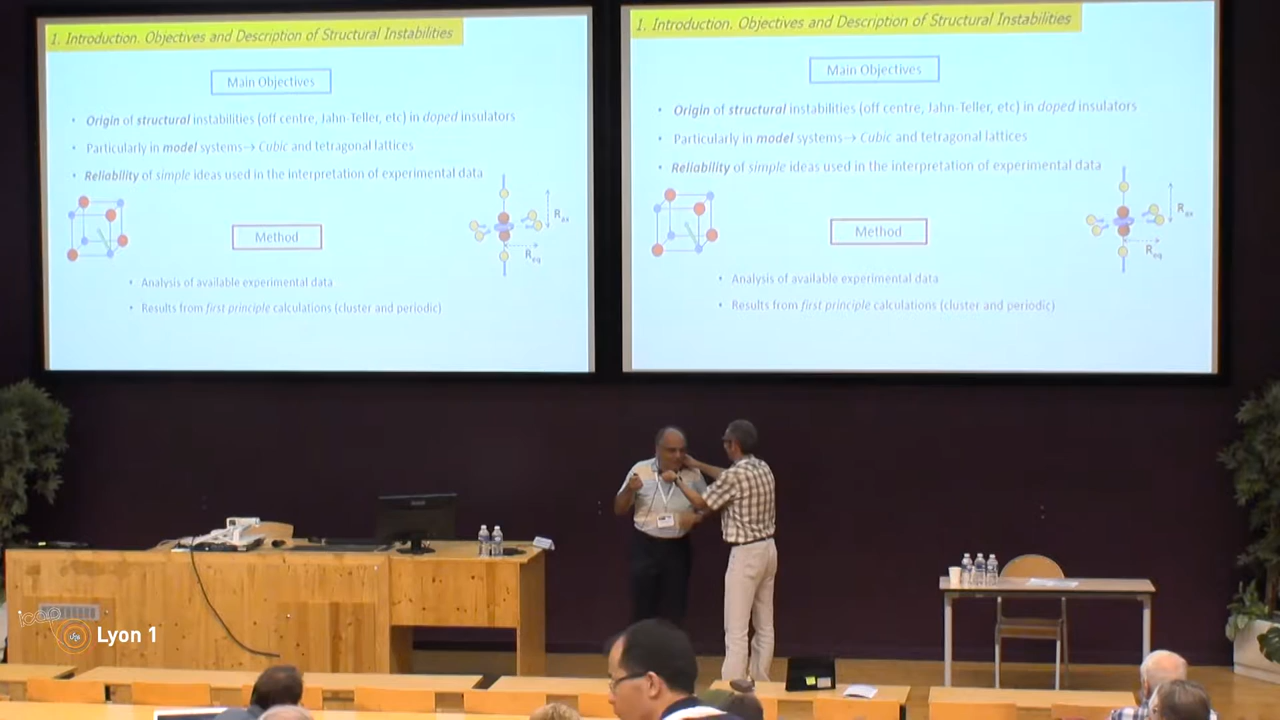 1. Introduction. Objectives and Description of Structural Instabilities
Main Objectives
• Origin of structural instabilities (off centre, Jahn-Teller, etc) in doped insulators
• Particularly in model systems→ Cubic and tetragonal lattices
• Reliability of simple ideas used in the interpretation of experimental data
Rax
Method
Req
• Analysis of available experimental data
• Results from first principle calculations (cluster and periodic)
1. Introduction. Objectives and Description of Structural Instabilities
Main Objectives
• Origin of structural instabilities (off centre, Jahn-Teller, etc) in doped insulators
• Particularly in model systems→ Cubic and tetragonal lattices
• Reliability of simple ideas used in the interpretation of experimental data
Rax
Method
Req
• Analysis of available experimental data
• Results from first principle calculations (cluster and periodic)
icap
Lyon 1